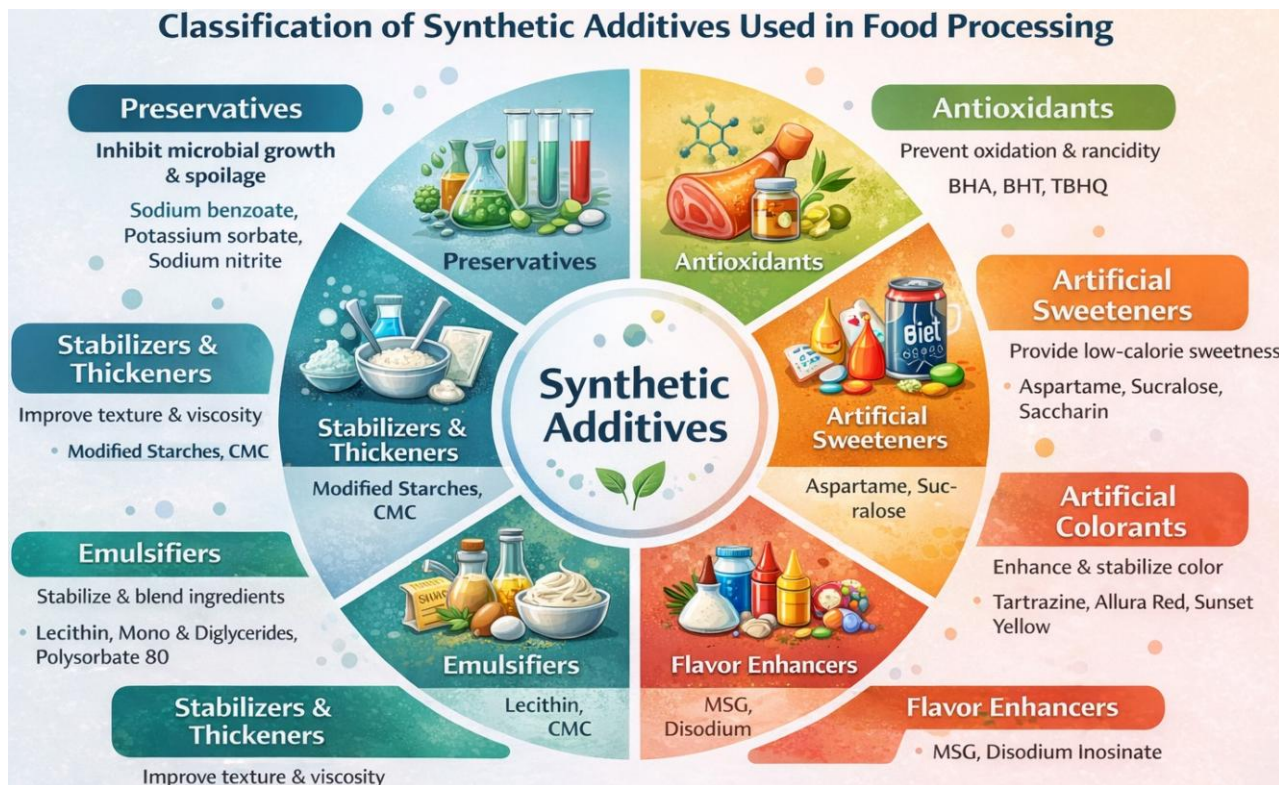 Classification of Synthetic Additives Used in Food Processing
Preservatives
Inhibit microbial growth
& spoilage
Sodium benzoate,
Potassium sorbate,
Sodium nitrite
Stabilizers &
Thickeners
Improve texture & viscosity
• Modified Starches, CMC
Emulsifiers
Stabilize & blend ingredients
• Lecithin, Mono & Diglycerides,
Polysorbate 80
Stabilizers &
Thickeners
Improve texture & viscosity
Preservatives
Antioxidants
Stabilizers &
Thickeners
Modified Starches,
CMC
Synthetic
Additives
Biet
Artificial
Sweeteners
Aspartame, Suc-
ralose
Emulsifiers
Lecithin,
CMC
Flavor Enhancers
MSG,
Disodium
Antioxidants
Prevent oxidation & rancidity
BHA, BHT, TBHQ
Artificial
Sweeteners
Provide low-calorie sweetness
• Aspartame, Sucralose,
Saccharin
Artificial
Colorants
Enhance & stabilize color
• Tartrazine, Allura Red, Sunset
Yellow
Flavor Enhancers
• MSG, Disodium Inosinate